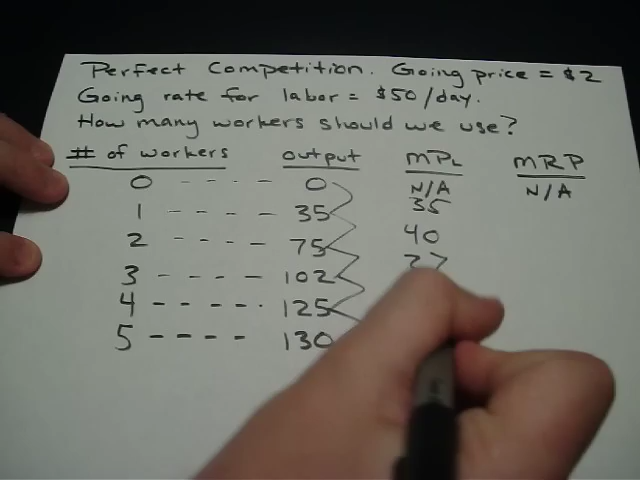 Perfect Competition. Going price = $2
Going rate for labor = $50/day.
How many workers should we use?
# of workers output MPL MRP
0 - - - - 0 N/A N/A
1 - - - - 35 35
2 - - - - 75 40
3 - - - - 102 27
4 - - - - - 125
5 - - - - 130